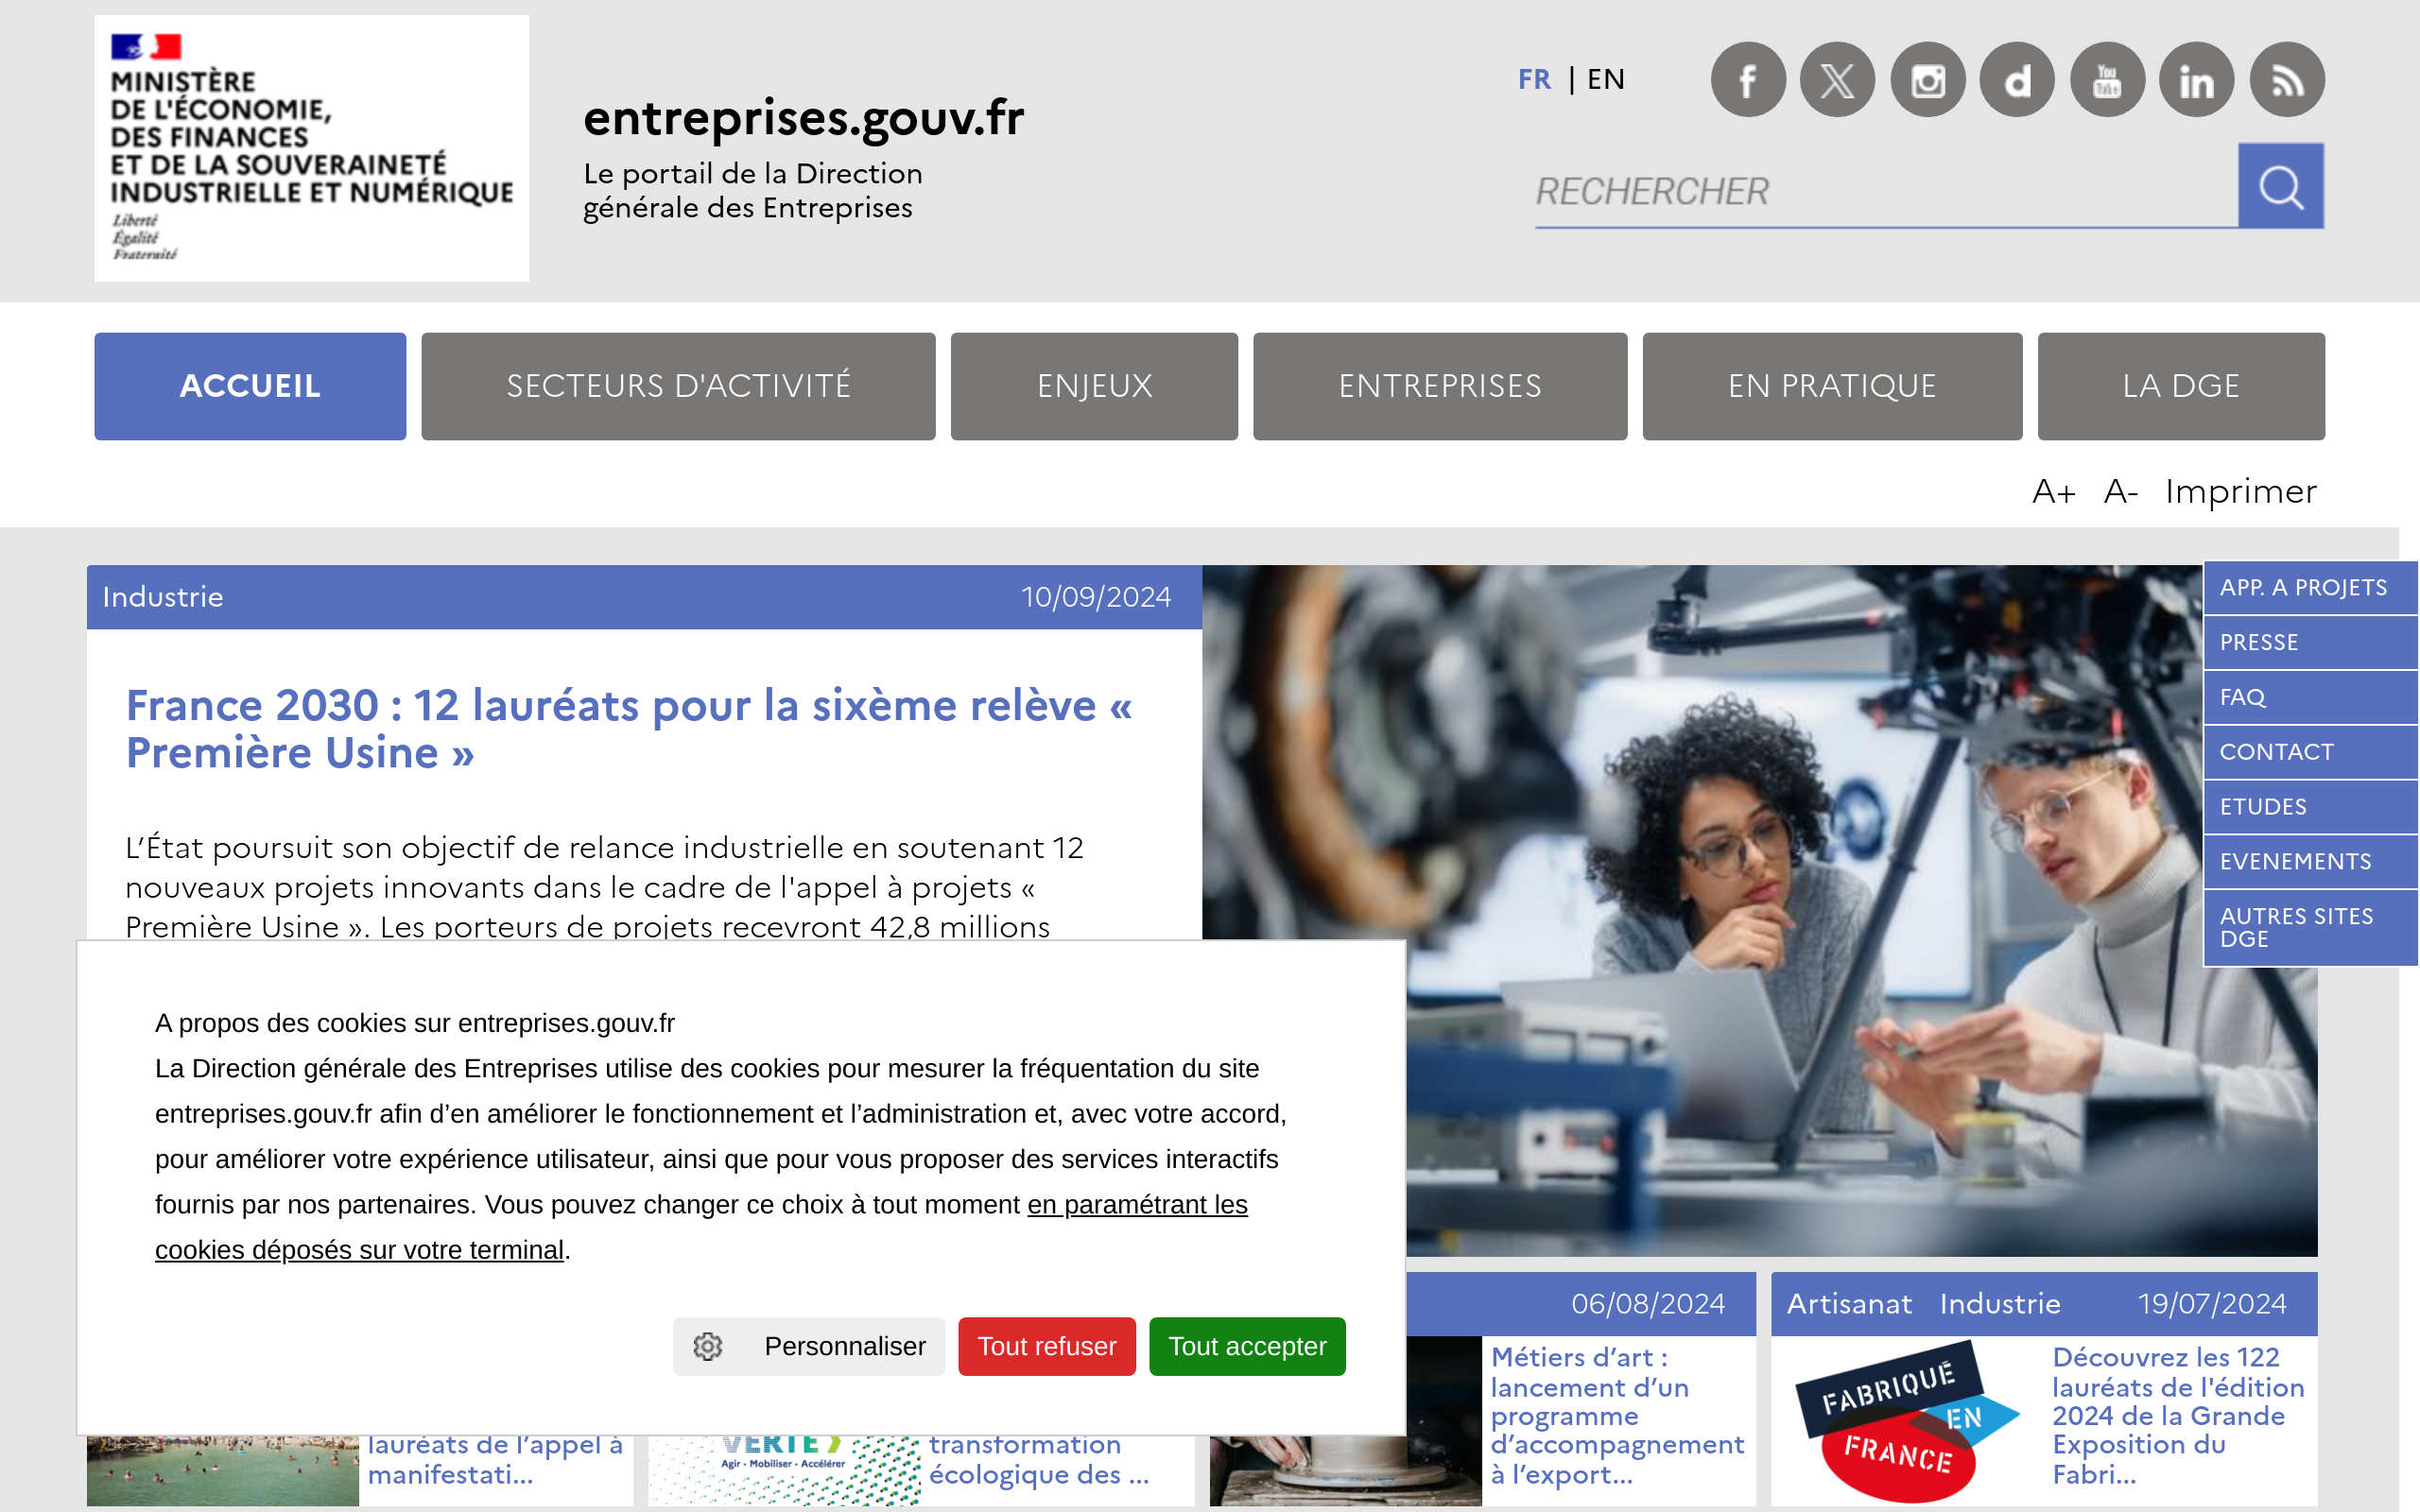 MINISTÈRE
DE L'ÉCONOMIE,
DES FINANCES
ET DE LA SOUVERAINETÉ
INDUSTRIELLE ET NUMÉRIQUE
Liberté
Égalité
Fraternité
entreprises.gouv.fr
Le portail de la Direction
générale des Entreprises
FR | EN
You Tube
RECHERCHER
ACCUEIL
SECTEURS D'ACTIVITÉ
ENJEUX
ENTREPRISES
EN PRATIQUE
LA DGE
A+ A- Imprimer
Industrie 10/09/2024
France 2030 : 12 lauréats pour la sixème relève «
Première Usine »
L’État poursuit son objectif de relance industrielle en soutenant 12
nouveaux projets innovants dans le cadre de l'appel à projets «
Première Usine ». Les porteurs de projets recevront 42,8 millions
APP. A PROJETS
PRESSE
FAQ
CONTACT
ETUDES
EVENEMENTS
AUTRES SITES
DGE
A propos des cookies sur entreprises.gouv.fr
La Direction générale des Entreprises utilise des cookies pour mesurer la fréquentation du site
entreprises.gouv.fr afin d’en améliorer le fonctionnement et l’administration et, avec votre accord,
pour améliorer votre expérience utilisateur, ainsi que pour vous proposer des services interactifs
fournis par nos partenaires. Vous pouvez changer ce choix à tout moment en paramétrant les
cookies déposés sur votre terminal.
Personnaliser
Tout refuser
Tout accepter
lauréats de l’appel à
manifestati...
VERTE
Agir - Mobiliser - Accélérer
transformation
écologique des ...
06/08/2024
Métiers d’art :
lancement d’un
programme
d’accompagnement
à l’export...
Artisanat Industrie 19/07/2024
FABRIQUÉ
EN
FRANCE
Découvrez les 122
lauréats de l'édition
2024 de la Grande
Exposition du
Fabri...